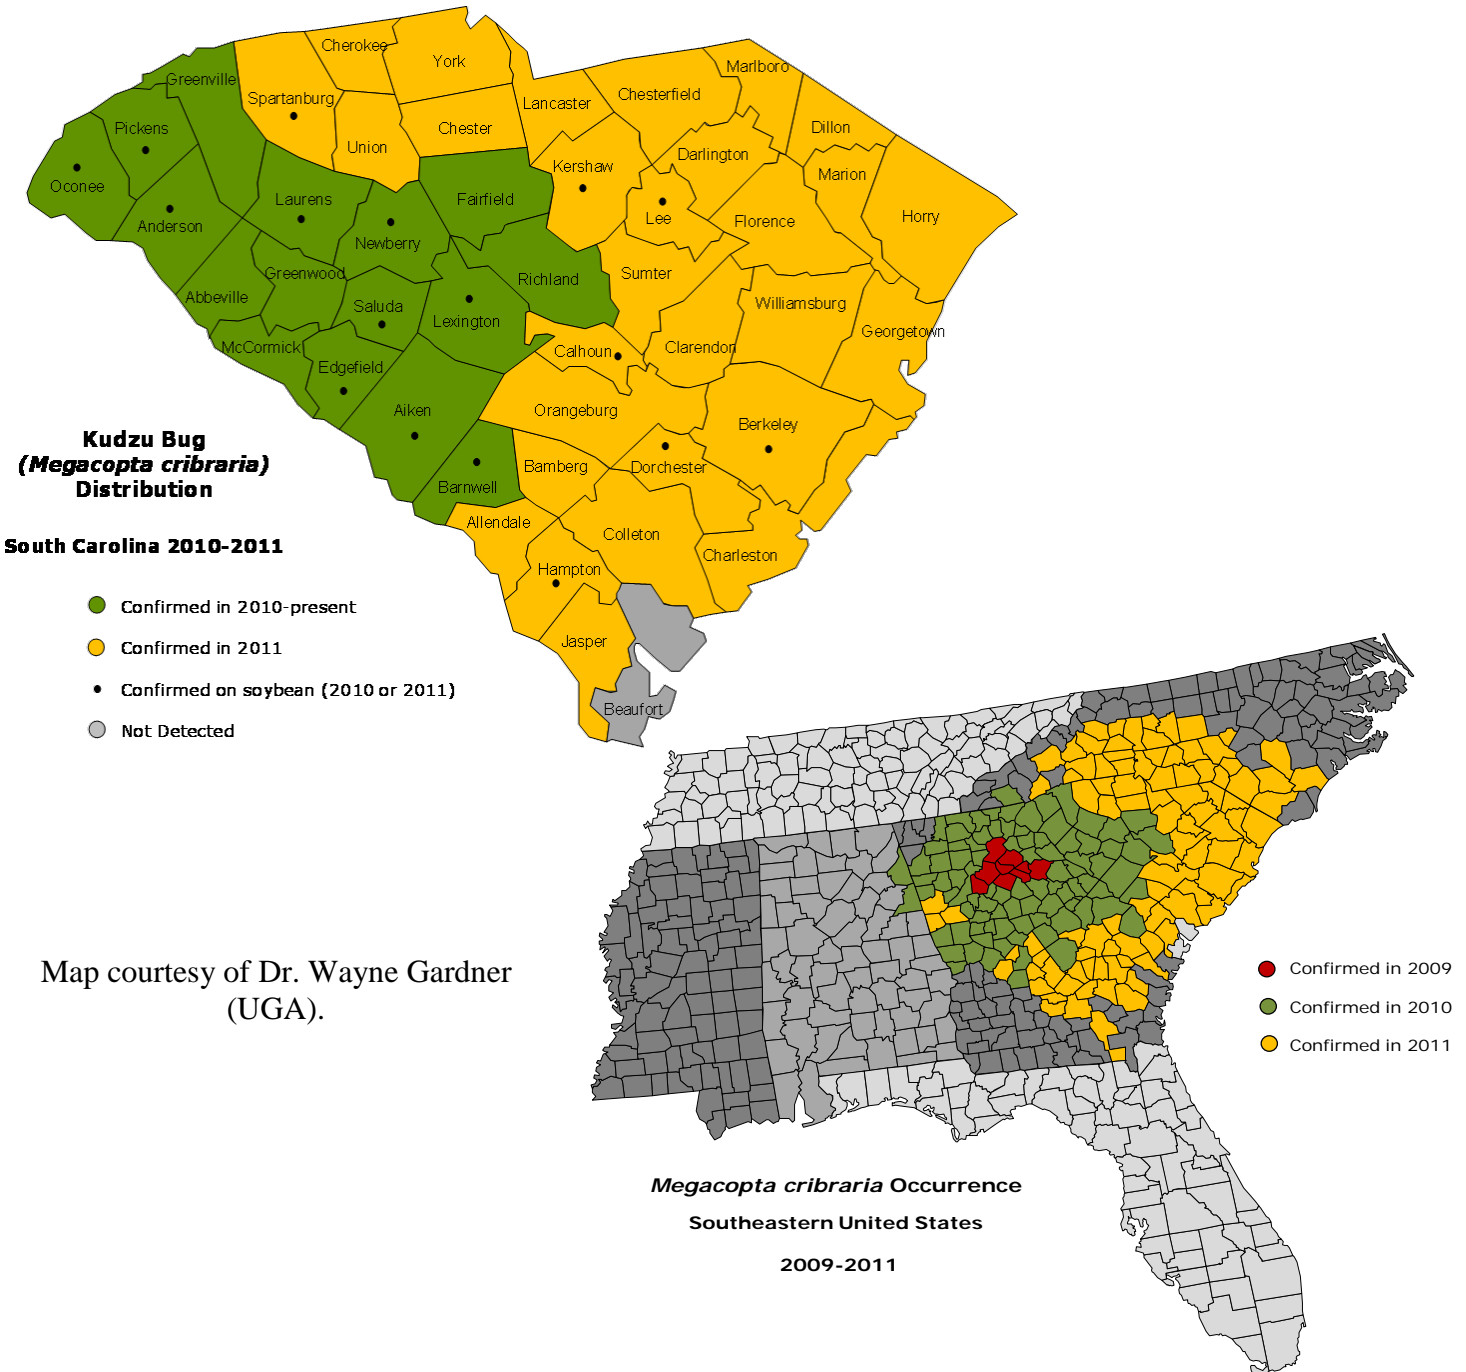 Cherokee
York
Greenville
Spartanburg
Lancaster
Chesterfield
Marlboro
Pickens
Union
Chester
Dillon
Oconee
Kershaw
Darlington
Marion
Anderson
Laurens
Fairfield
Lee
Newberry
Florence
Horry
Abbeville
Greenwood
Richland
Sumter
Saluda
Lexington
Williamsburg
McCormick
Calhoun
Clarendon
Georgetown
Edgefield
Aiken
Orangeburg
Berkeley
Bamberg
Dorchester
Barnwell
Allendale
Colleton
Charleston
Hampton
Jasper
Beaufort
Kudzu Bug
(Megacopta cribraria)
Distribution
South Carolina 2010-2011
Confirmed in 2010-present
Confirmed in 2011
Confirmed on soybean (2010 or 2011)
Not Detected
Map courtesy of Dr. Wayne Gardner
(UGA).
Confirmed in 2009
Confirmed in 2010
Confirmed in 2011
Megacopta cribraria Occurrence
Southeastern United States
2009-2011